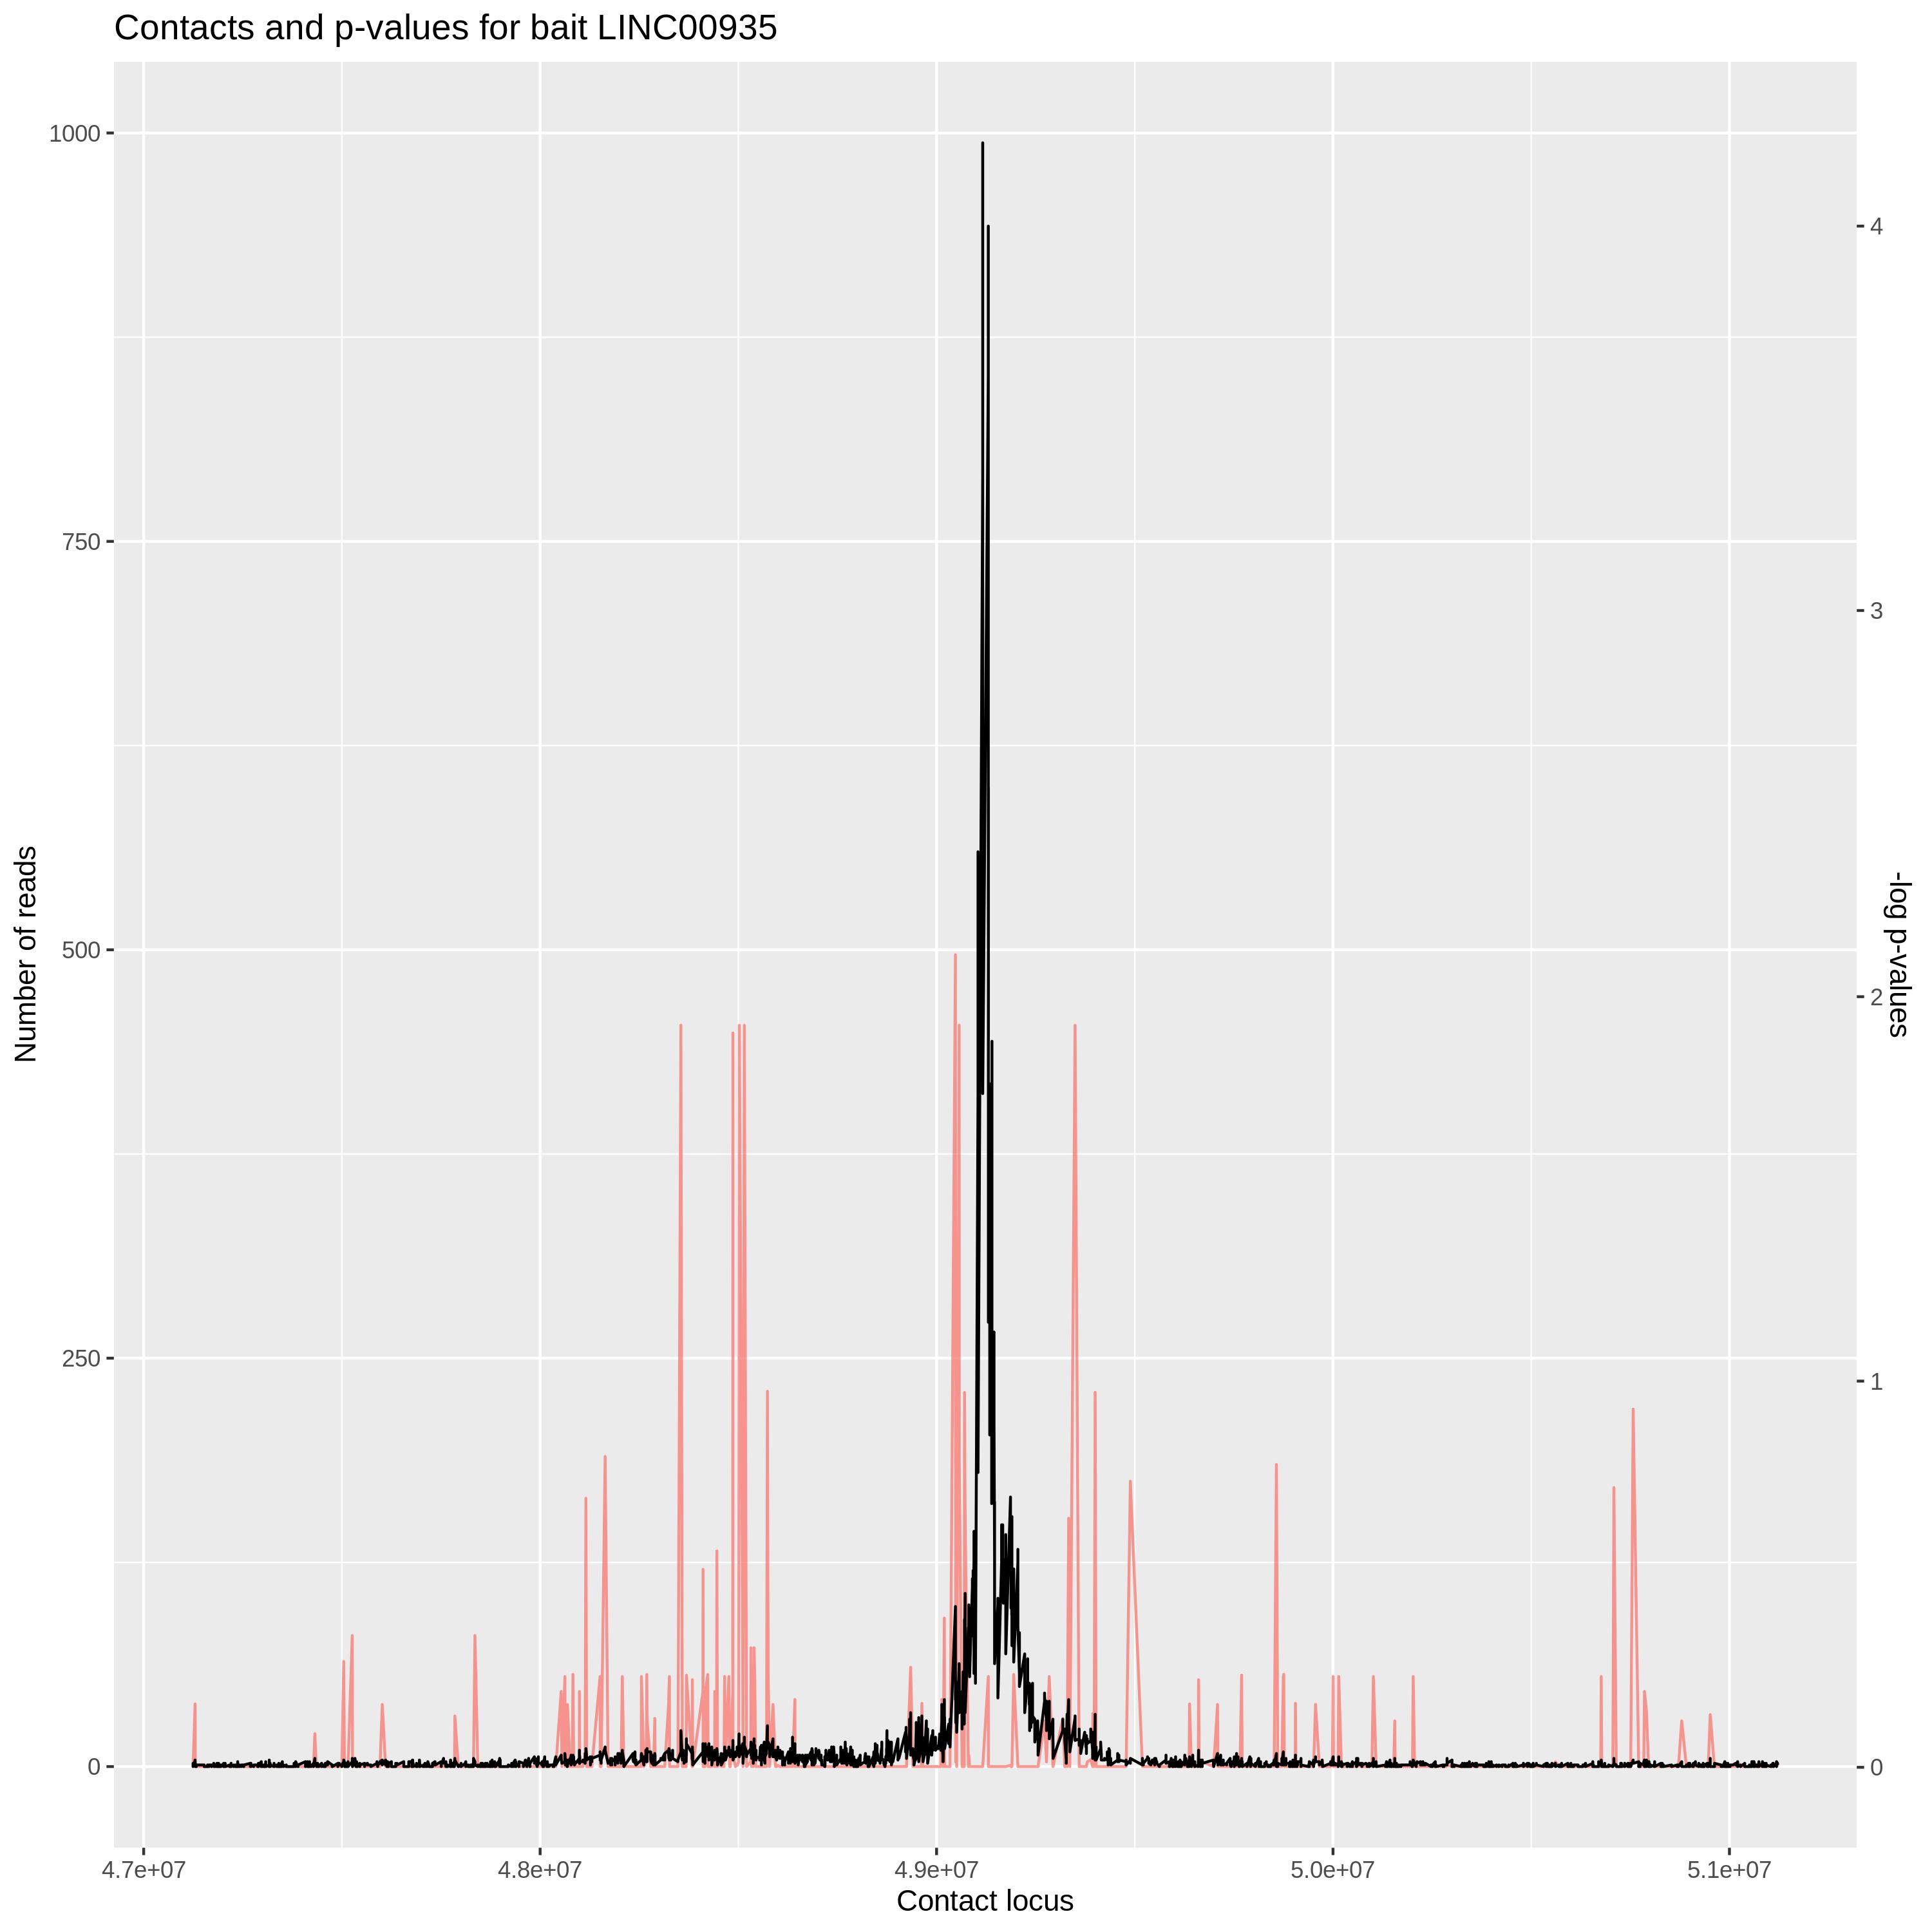 Contacts and p-values for bait LINC00935
1000
750
500
250
0
Number of reads
4
3
2
1
0
-log p-values
4.7e+07
4.8e+07
4.9e+07
5.0e+07
5.1e+07
Contact locus